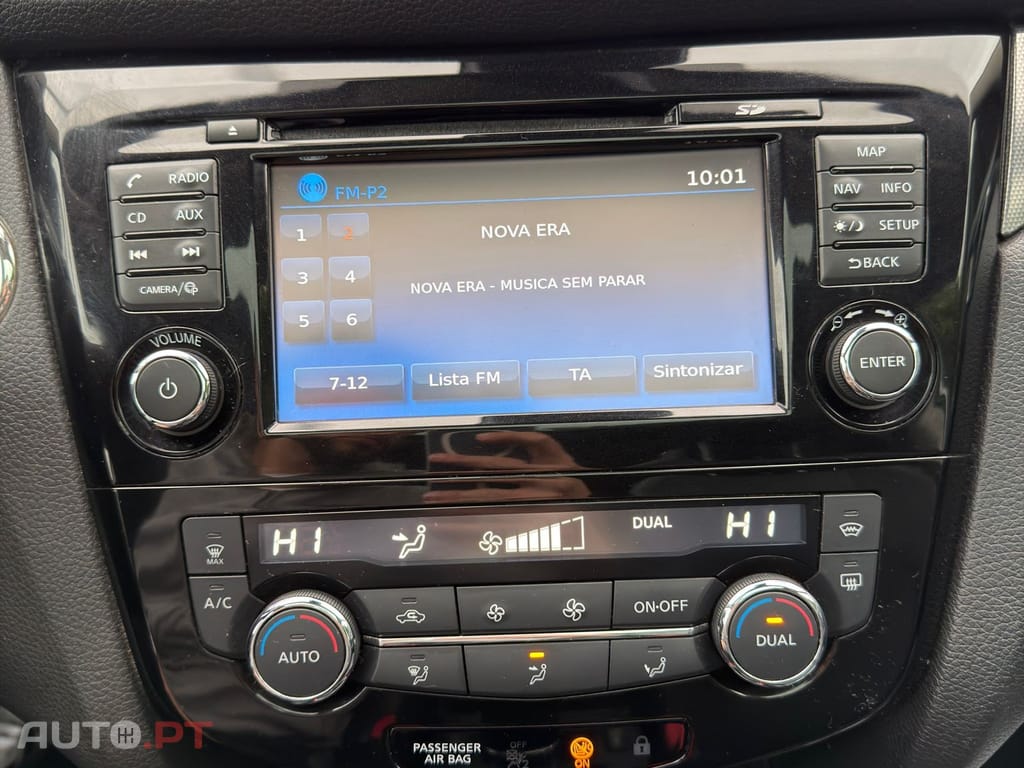 SD
MAP
RADIO
10:01
FM-P2
NAV INFO
CD AUX
1 2
NOVA ERA
SETUP
3 4
NOVA ERA - MUSICA SEM PARAR
BACK
CAMERA/
5 6
VOLUME
ENTER
7-12
Lista FM
TA
Sintonizar
HI
DUAL
HI
MAX
A/C
ON·OFF
AUTO
DUAL
PASSENGER
AIR BAG
OFF
2
ON
AUTO.PT